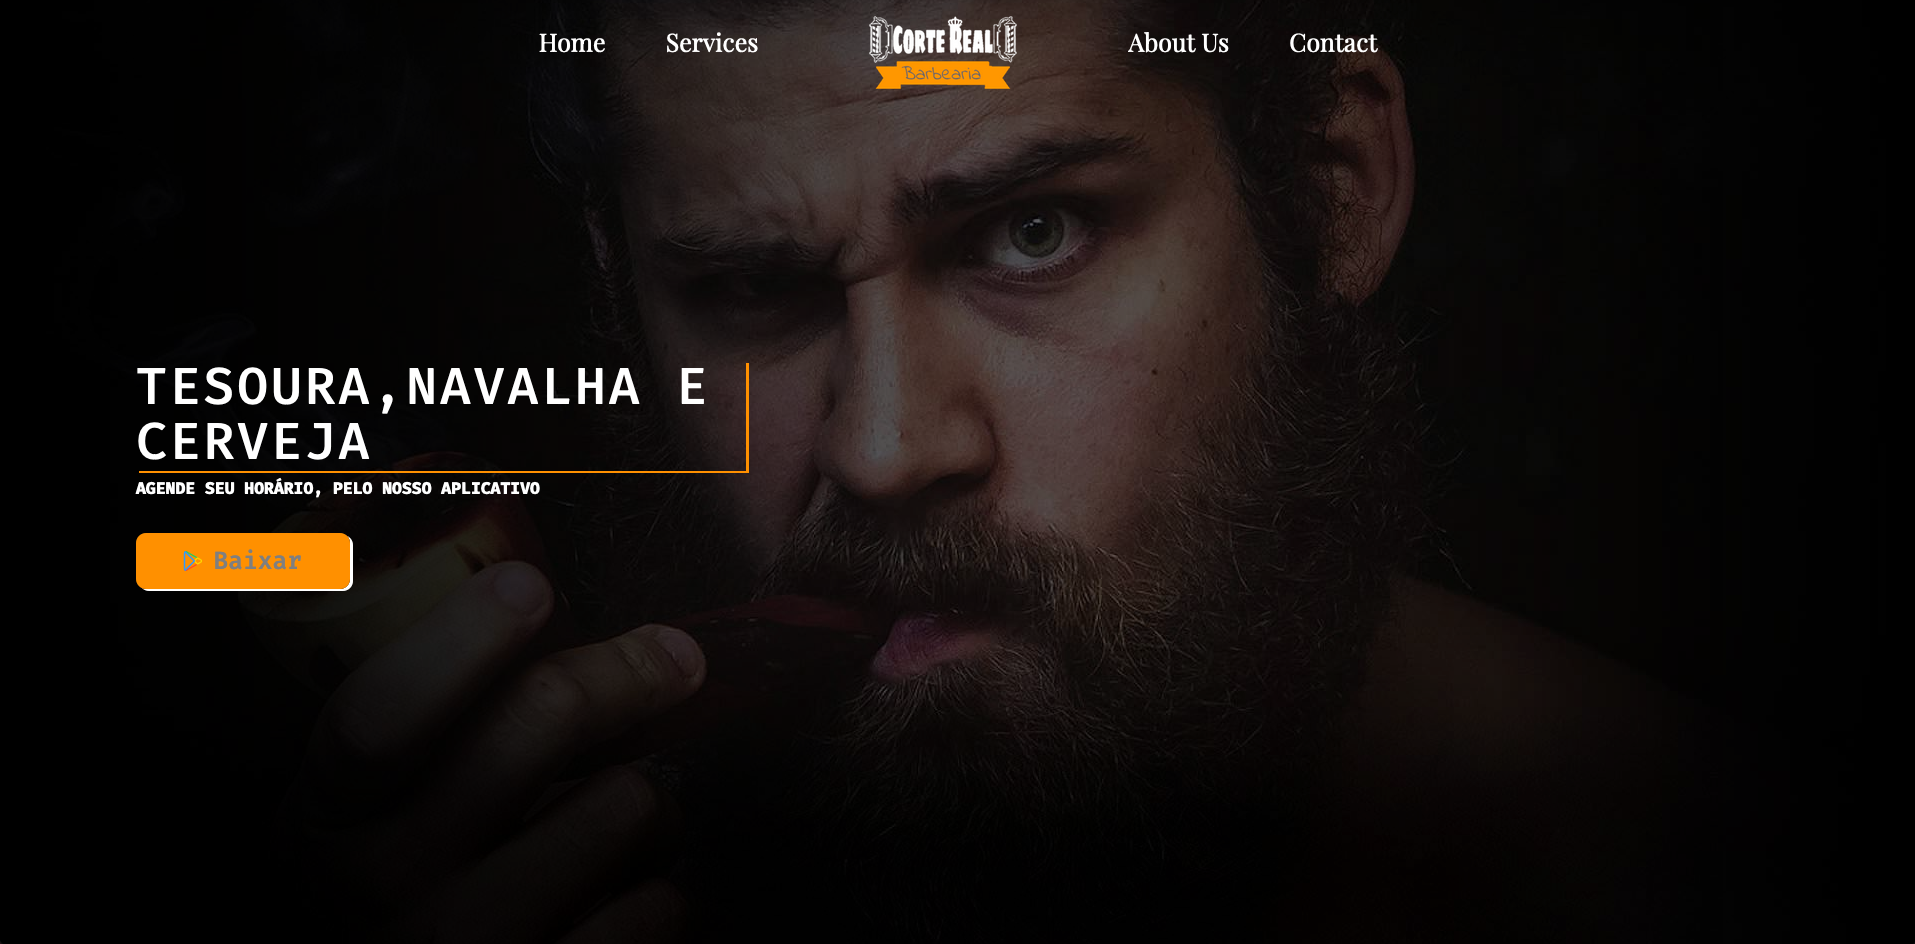 Home
Services
CORTE REAL
Barbearia
About Us
Contact
TESOURA,NAVALHA E
CERVEJA
AGENDE SEU HORÁRIO, PELO NOSSO APLICATIVO
Baixar